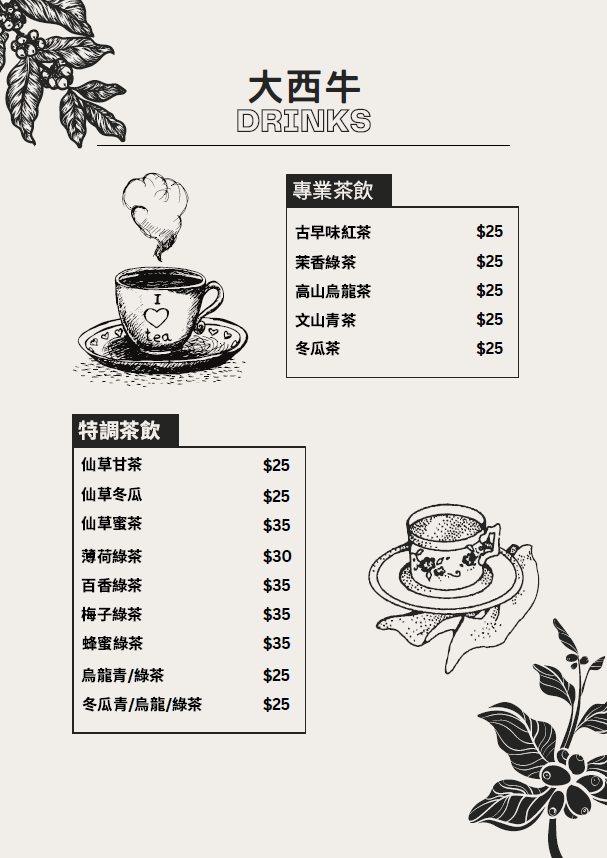 大西牛
DRINKS
I
tea
專業茶飲
古早味紅茶 $25
茉香綠茶 $25
高山烏龍茶 $25
文山青茶 $25
冬瓜茶 $25
特調茶飲
仙草甘茶 $25
仙草冬瓜 $25
仙草蜜茶 $35
薄荷綠茶 $30
百香綠茶 $35
梅子綠茶 $35
蜂蜜綠茶 $35
烏龍青/綠茶 $25
冬瓜青/烏龍/綠茶 $25